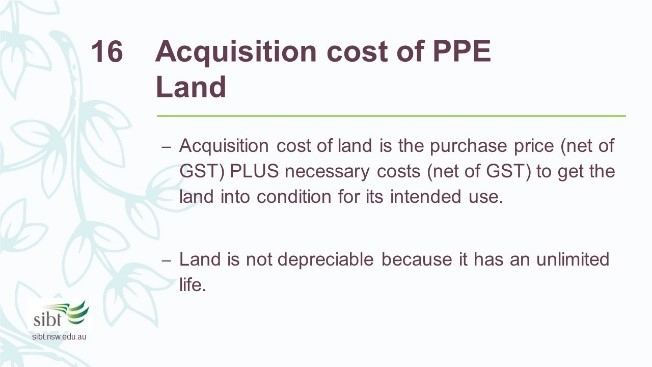 16 Acquisition cost of PPE
Land
– Acquisition cost of land is the purchase price (net of
GST) PLUS necessary costs (net of GST) to get the
land into condition for its intended use.
– Land is not depreciable because it has an unlimited
life.
sibt
sibt.nsw.edu.au